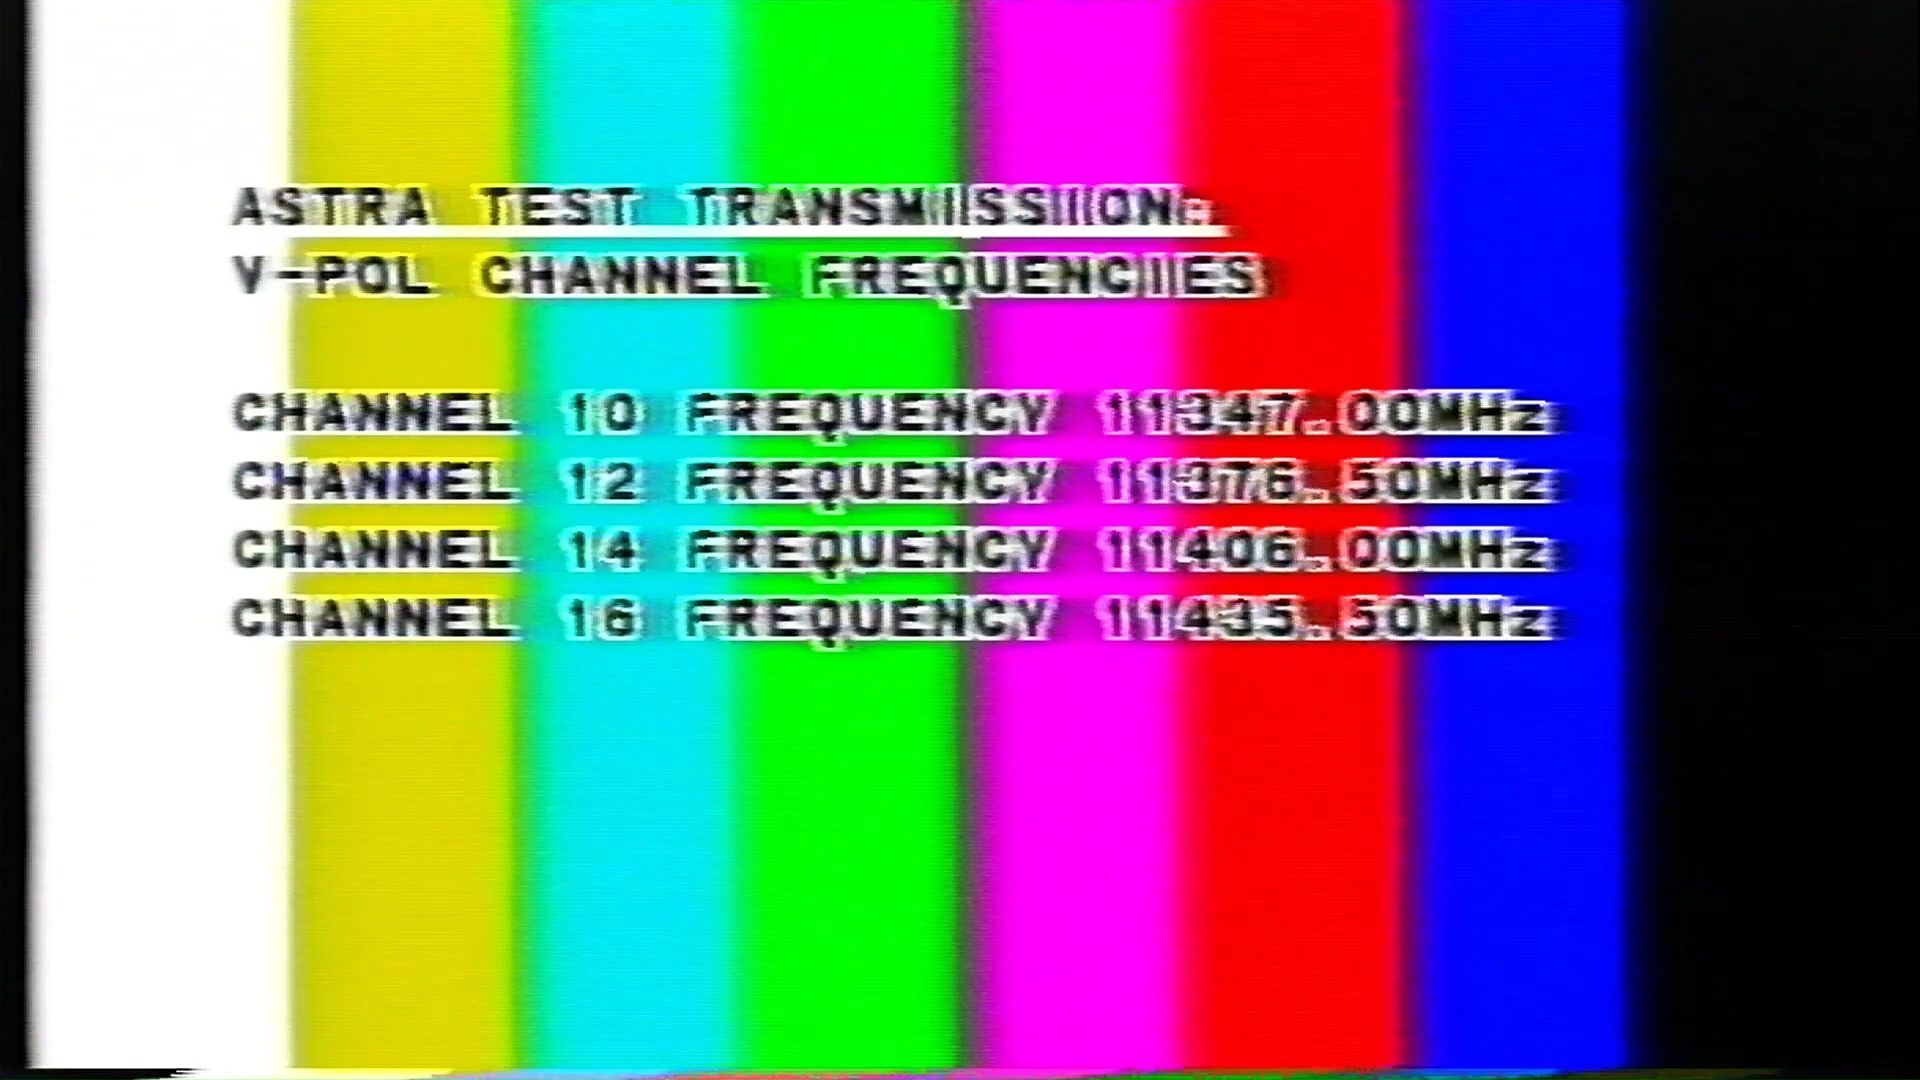 ASTRA TEST TRANSMISSION:
V-POL CHANNEL FREQUENCIES
CHANNEL 10 FREQUENCY 11347.00MHz
CHANNEL 12 FREQUENCY 11376.50MHz
CHANNEL 14 FREQUENCY 11406.00MHz
CHANNEL 16 FREQUENCY 11435.50MHz